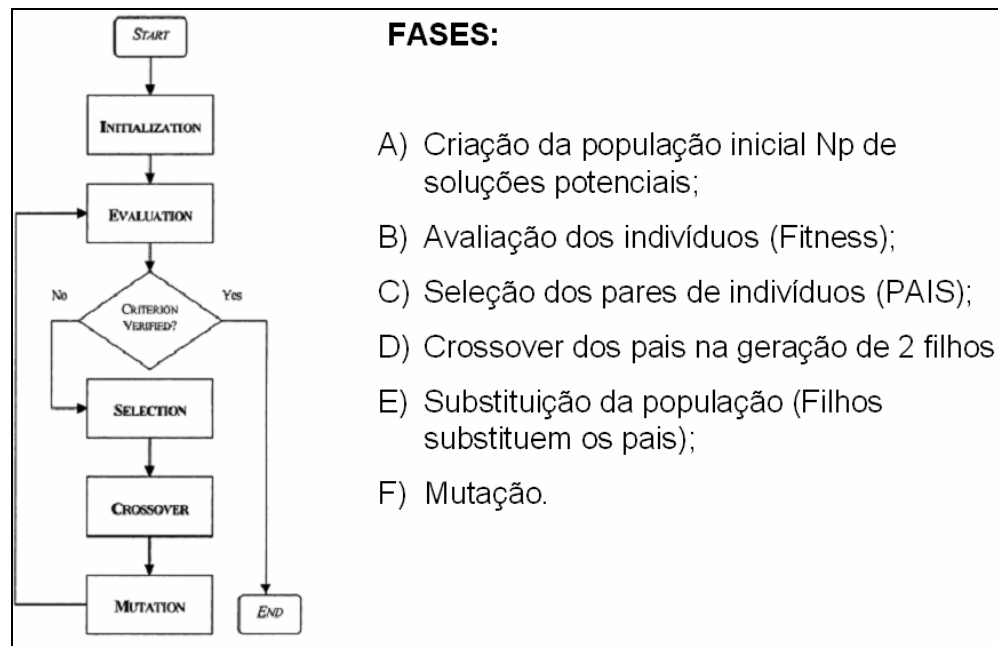 START
INITIALIZATION
EVALUATION
No
Yes
CRITERION
VERIFIED?
SELECTION
CROSSOVER
MUTATION
END
FASES:
A) Criação da população inicial Np de
soluções potenciais;
B) Avaliação dos indivíduos (Fitness);
C) Seleção dos pares de indivíduos (PAIS);
D) Crossover dos pais na geração de 2 filhos
E) Substituição da população (Filhos
substituem os pais);
F) Mutação.